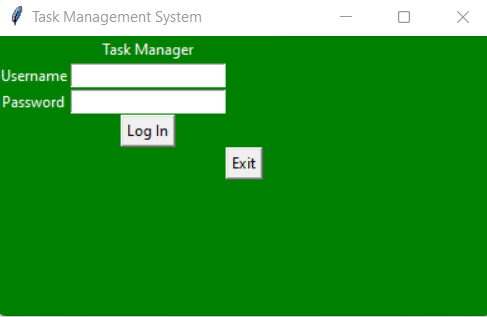 Task Management System
Task Manager
Username
Password
Log In
Exit